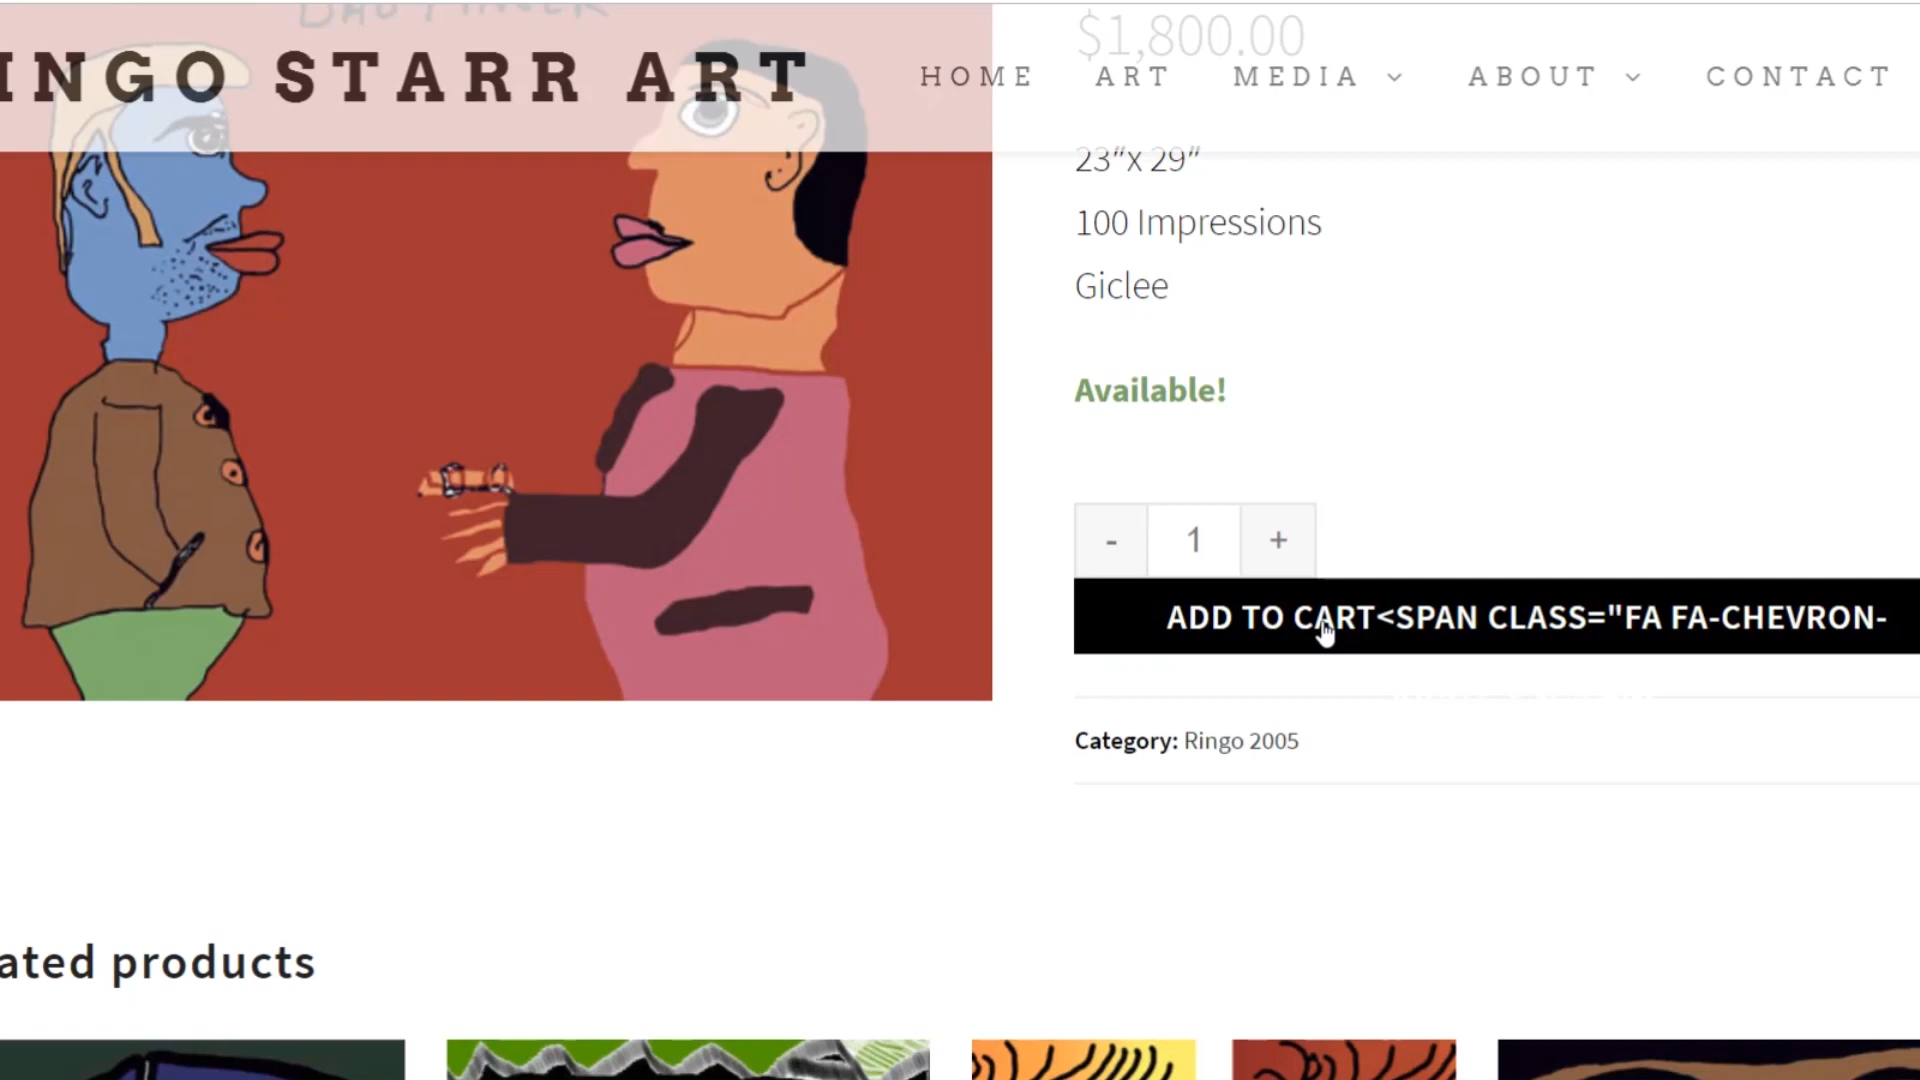 $1,800.00
INGO STARR ART
HOME ART MEDIA ABOUT CONTACT
23″x 29″
100 Impressions
Giclee
Available!
- 1 +
ADD TO CART<SPAN CLASS="FA FA-CHEVRON-
Category: Ringo 2005
ated products